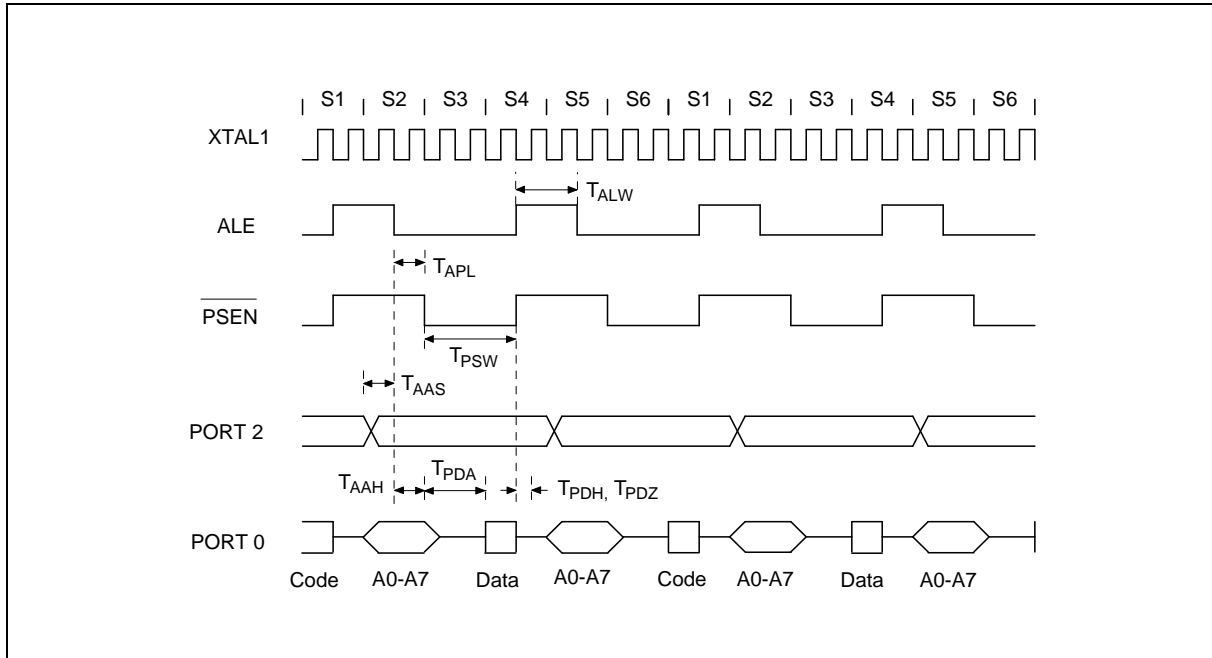 S1 S2 S3 S4 S5 S6 S1 S2 S3 S4 S5 S6
XTAL1
TALW
ALE
TAPL
PSEN
TPSW
TAAS
PORT 2
TAAH TPDA TPDH, TPDZ
PORT 0
Code A0-A7 Data A0-A7 Code A0-A7 Data A0-A7